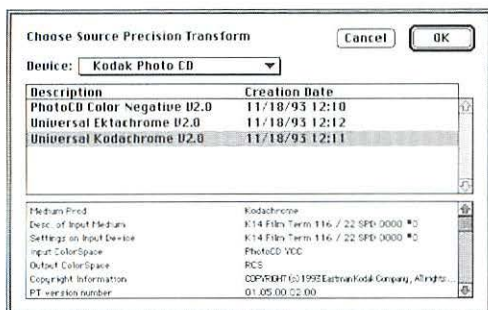 Choose Source Precision Transform
Cancel
OK
Device: Kodak Photo CD
Description Creation Date
PhotoCD Color Negative V2.0 11/18/93 12:10
Universal Ektachrome V2.0 11/18/93 12:12
Universal Kodachrome V2.0 11/18/93 12:11
Medium Prod Kodachrome
Desc. of Input Medium K14 Film Term 116 / 22 SPD 0000 #0
Settings on Input Device K14 Film Term 116 / 22 SPD 0000 #0
Input ColorSpace PhotoCD YCC
Output ColorSpace RCS
Copyright Information COPYRIGHT (c) 1993 Eastman Kodak Company, All rights...
PT version number 01.05.00.02.00